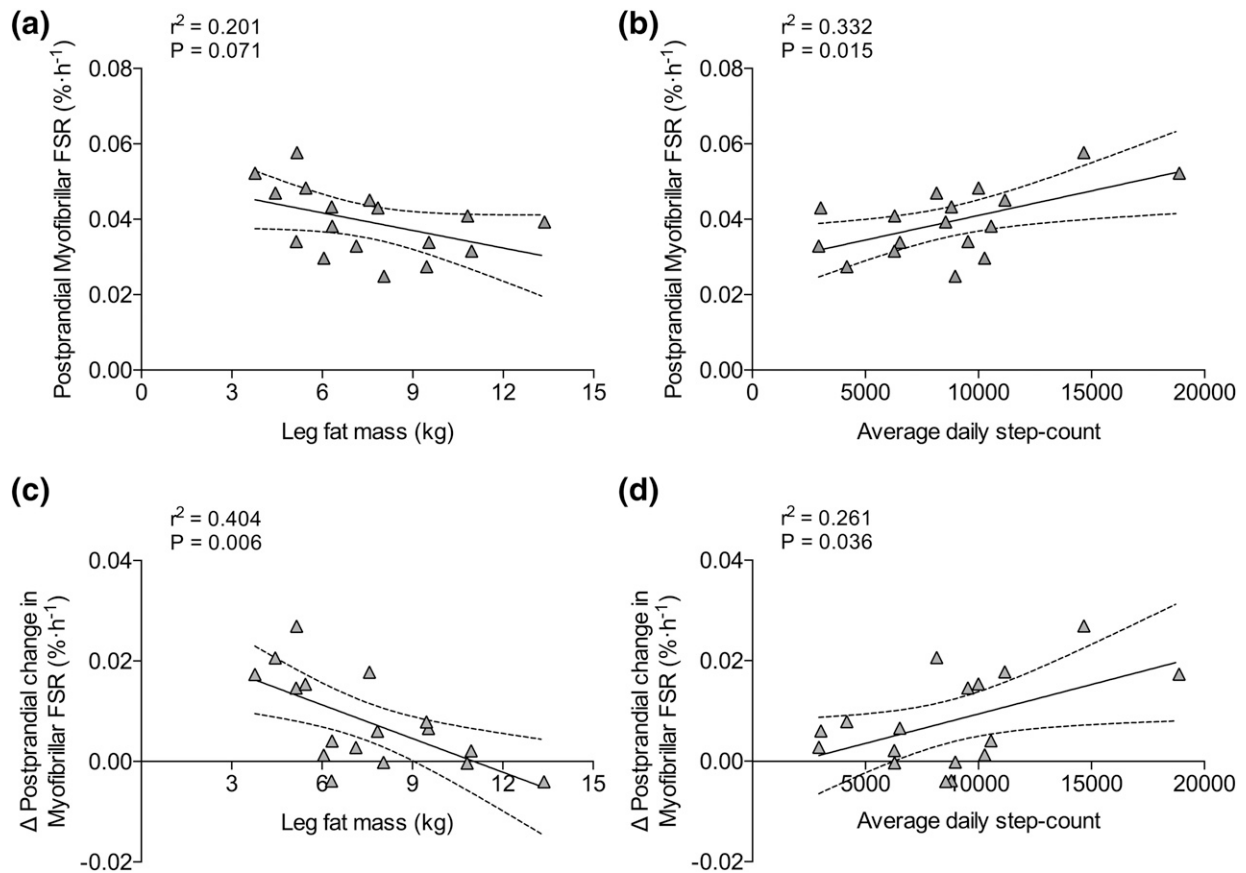 (a)
r² = 0.201
P = 0.071
Postprandial Myofibrillar FSR (%·h⁻¹)
0.08
0.06
0.04
0.02
0.00
0 3 6 9 12 15
Leg fat mass (kg)
(b)
r² = 0.332
P = 0.015
Postprandial Myofibrillar FSR (%·h⁻¹)
0.08
0.06
0.04
0.02
0.00
0 5000 10000 15000 20000
Average daily step-count
(c)
r² = 0.404
P = 0.006
Δ Postprandial change in
Myofibrillar FSR (%·h⁻¹)
0.04
0.02
0.00
-0.02
3 6 9 12 15
Leg fat mass (kg)
(d)
r² = 0.261
P = 0.036
Δ Postprandial change in
Myofibrillar FSR (%·h⁻¹)
0.04
0.02
0.00
-0.02
5000 10000 15000 20000
Average daily step-count